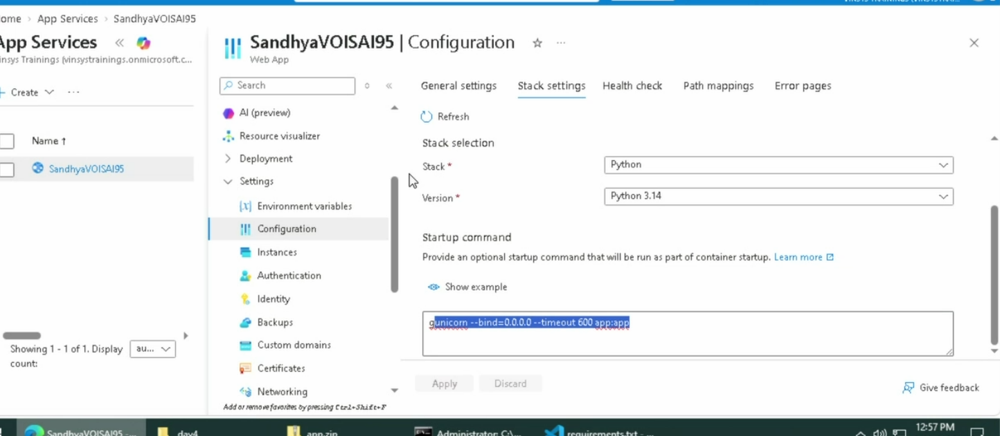 ome > App Services > SandhyaVOISAI95
App Services
insys Trainings (vinsystrainings.onmicrosoft.c...
+ Create
Name ↑
SandhyaVOISAI95
Showing 1 - 1 of 1. Display
count:
au...
SandhyaVOISAI95 | Configuration
Web App
Search
AI (preview)
Resource visualizer
Deployment
Settings
Environment variables
Configuration
Instances
Authentication
Identity
Backups
Custom domains
Certificates
Networking
Add or remove favorites by pressing Ctrl+Shift+F
General settings Stack settings Health check Path mappings Error pages
Refresh
Stack selection
Stack * Python
Version * Python 3.14
Startup command
Provide an optional startup command that will be run as part of container startup. Learn more
Show example
gunicorn --bind=0.0.0.0 --timeout 600 app:app
Apply Discard
Give feedback
SandhyaVOISAI95 -... day4 app.zip Administrator: C:\... requirements.txt - ... 12:57 PM